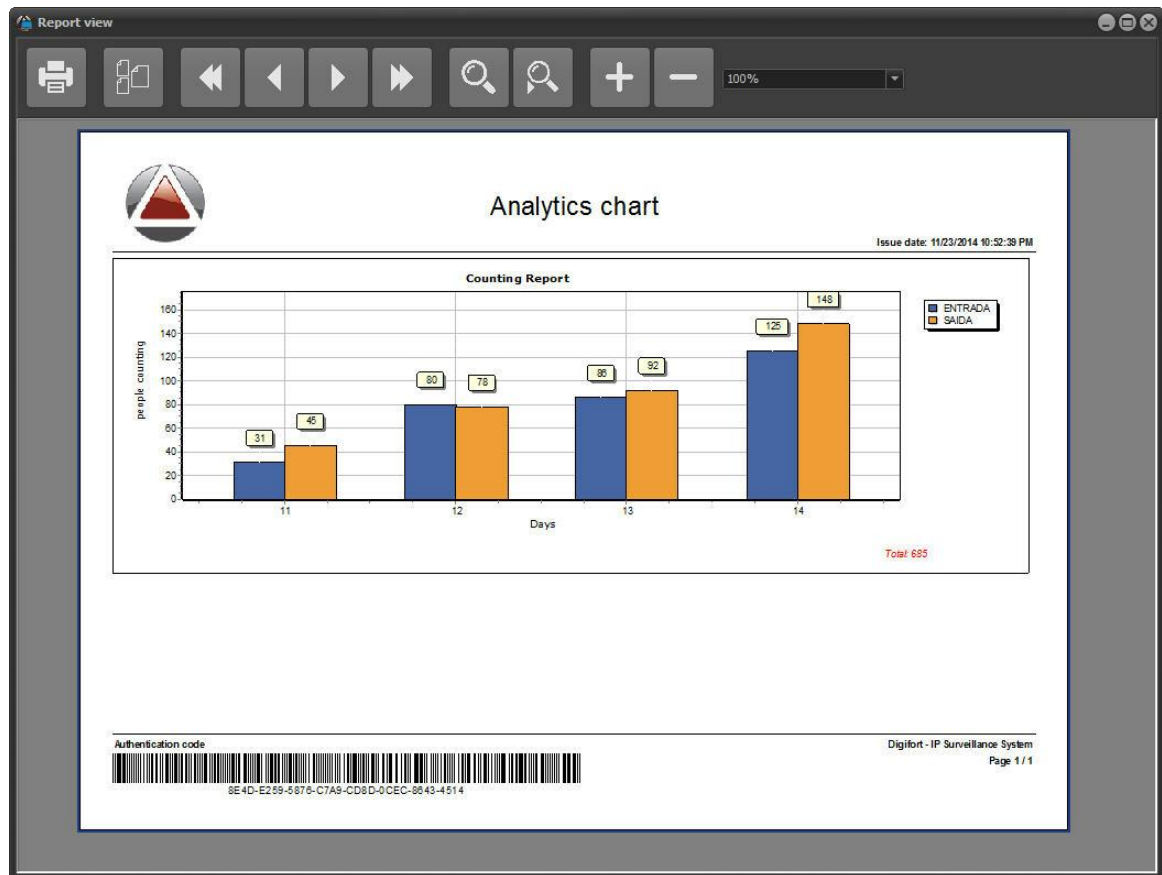 Report view
100%
Analytics chart
Issue date: 11/23/2014 10:52:39 PM
Counting Report
160
140
120
100
80
60
40
20
0
people counting
31
45
80
78
86
92
125
148
11
12
13
14
Days
ENTRADA
SAIDA
Total: 685
Authentication code
8E4D-E259-5876-C7A9-CD8D-0CEC-8643-4514
Digifort - IP Surveillance System
Page 1 / 1